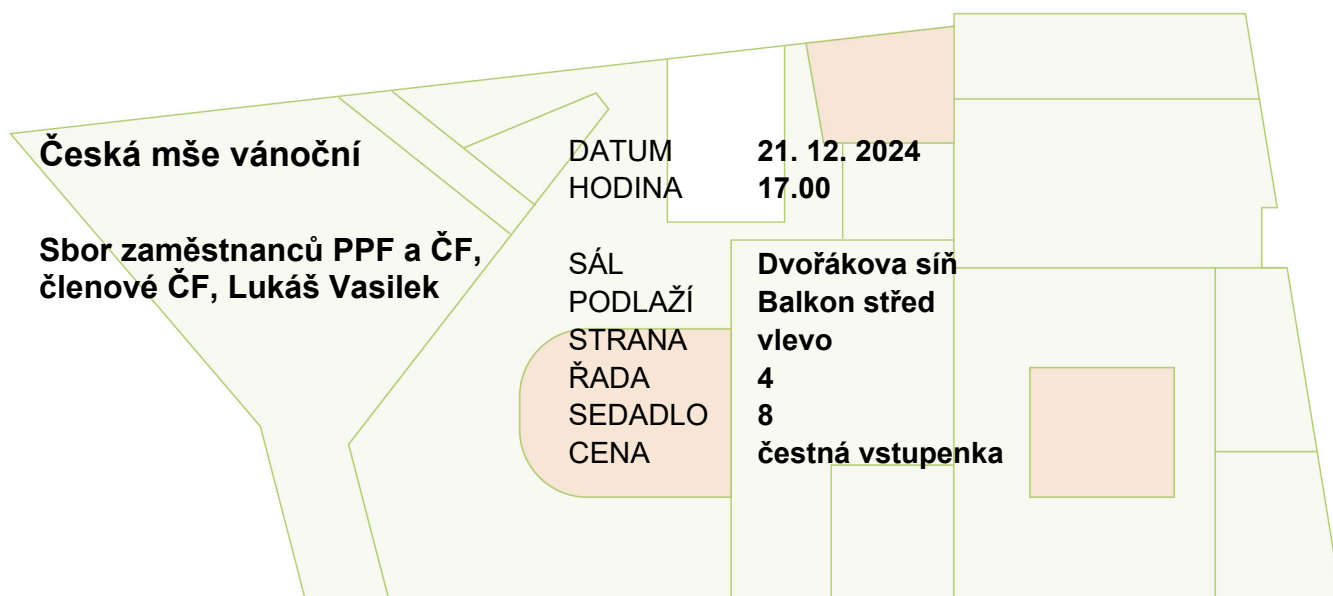 Česká mše vánoční
Sbor zaměstnanců PPF a ČF,
členové ČF, Lukáš Vasilek
DATUM 21. 12. 2024
HODINA 17.00
SÁL Dvořákova síň
PODLAŽÍ Balkon střed
STRANA vlevo
ŘADA 4
SEDADLO 8
CENA čestná vstupenka